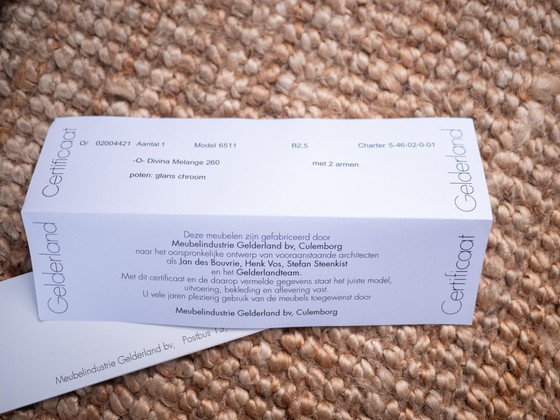 Certificaat
Gelderland
O/ 02004421 Aantal 1 Model 6511 B2,5 Charter 5-46-02-0-01
-O- Divina Melange 260 met 2 armen
poten: glans chroom
Gelderland
Certificaat
Deze meubelen zijn gefabriceerd door
Meubelindustrie Gelderland bv, Culemborg
naar het oorspronkelijke ontwerp van vooraanstaande architecten
als Jan des Bouvrie, Henk Vos, Stefan Steenkist
en het Gelderlandteam.
Met dit certificaat en de daarop vermelde gegevens staat het juiste model,
uitvoering, bekleding en aflevering vast.
U vele jaren plezierig gebruik van de meubels toegewenst door
Meubelindustrie Gelderland bv, Culemborg
Meubelindustrie Gelderland bv, Postbus